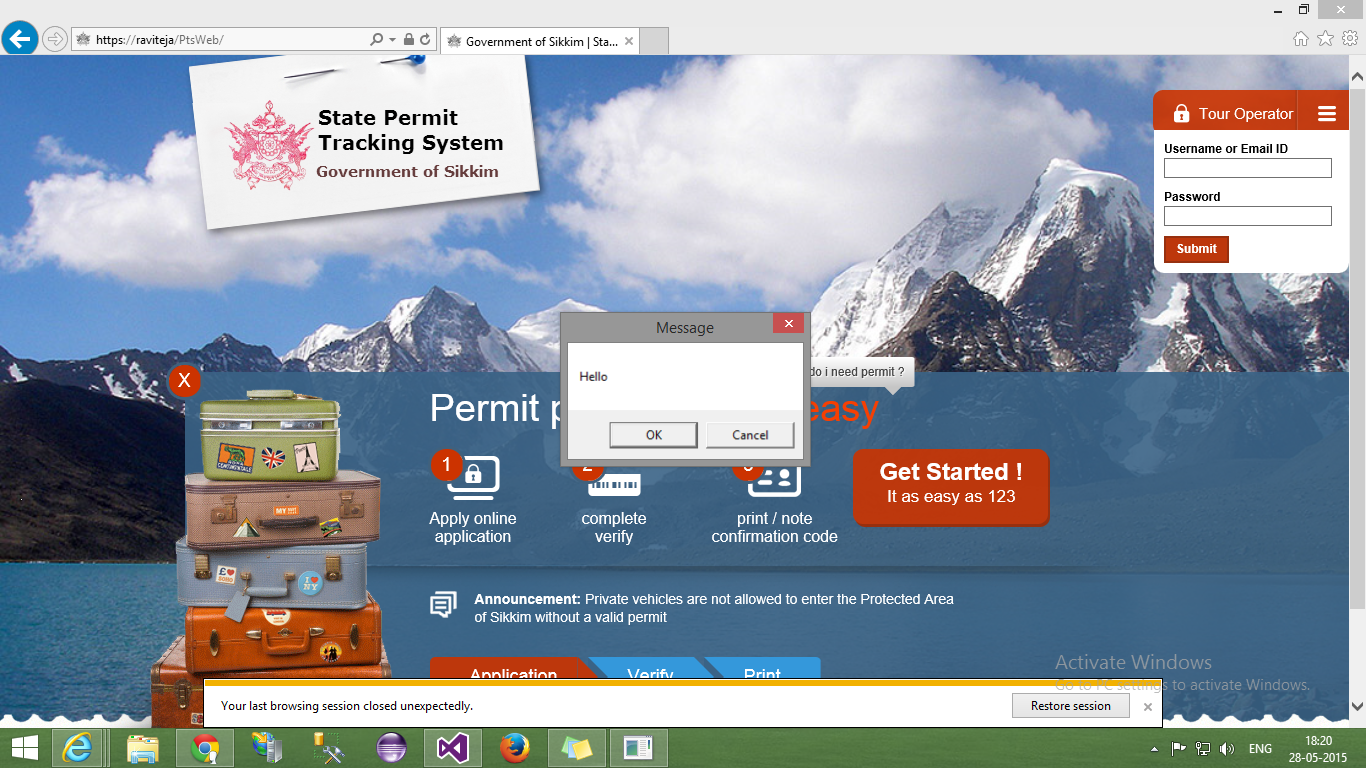 https://raviteja/PtsWeb/
Government of Sikkim | Sta...
State Permit
Tracking System
Government of Sikkim
Tour Operator
Username or Email ID
Password
Submit
Message
Hello
OK
Cancel
do i need permit ?
X
Permit p
easy
1
2
3
Get Started !
It as easy as 123
Apply online
application
complete
verify
print / note
confirmation code
MY
I NY
SOHO
Announcement: Private vehicles are not allowed to enter the Protected Area
of Sikkim without a valid permit
Application
Verify
Print
Activate Windows
Go to PC settings to activate Windows.
Your last browsing session closed unexpectedly.
Restore session
ENG
18:20
28-05-2015